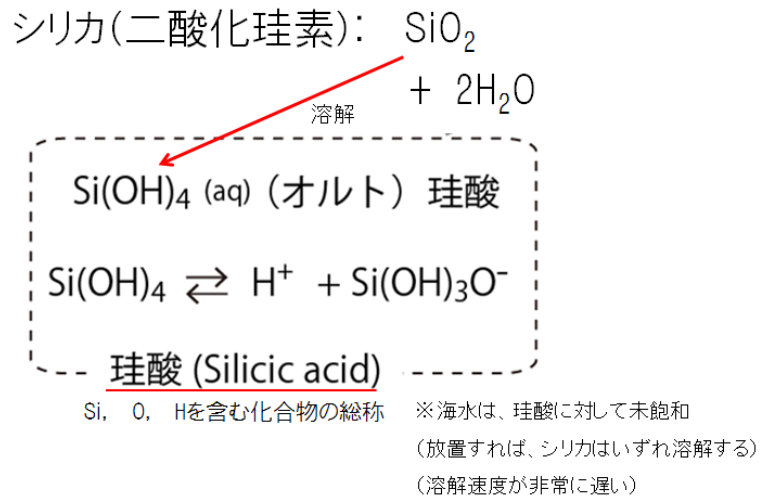 シリカ(二酸化珪素): SiO₂
+ 2H₂O
溶解
Si(OH)₄ (aq)（オルト）珪酸
Si(OH)₄ ⇄ H⁺ + Si(OH)₃O⁻
珪酸 (Silicic acid)
Si, O, Hを含む化合物の総称
※海水は、珪酸に対して未飽和
（放置すれば、シリカはいずれ溶解する）
（溶解速度が非常に遅い）